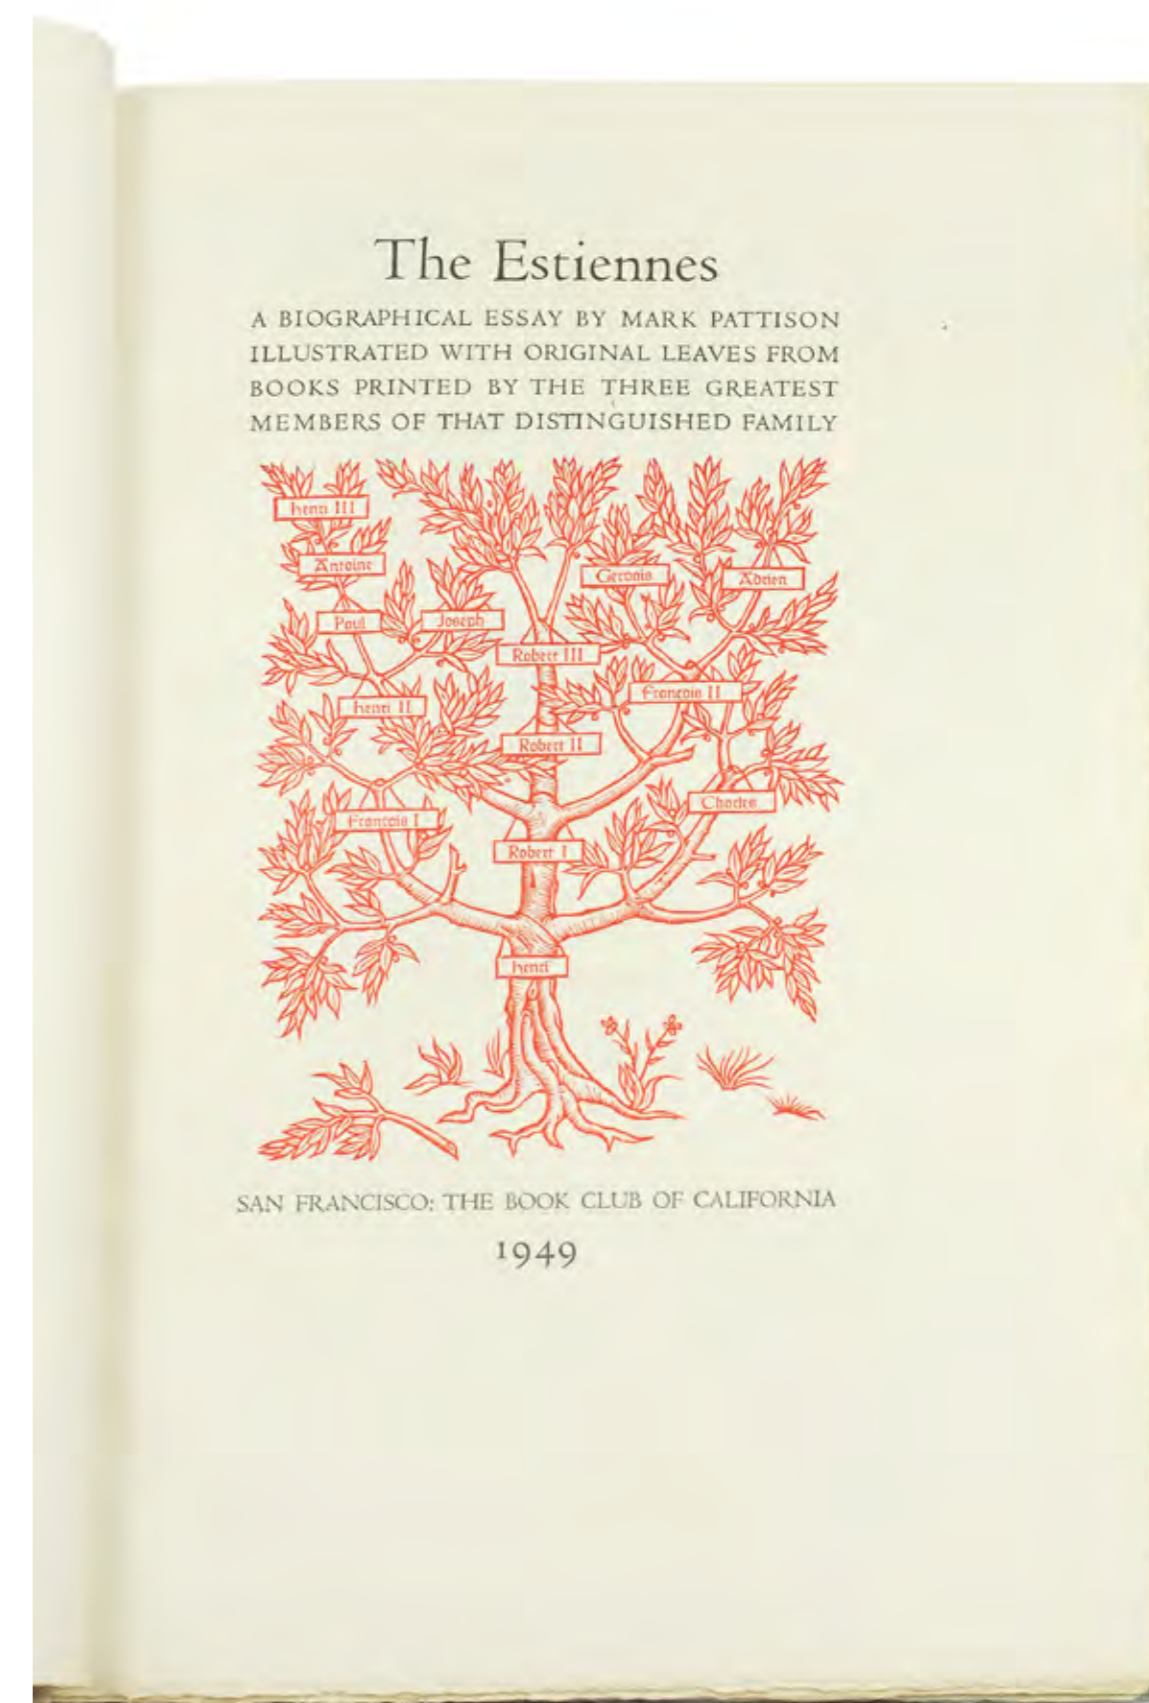 The Estiennes
A BIOGRAPHICAL ESSAY BY MARK PATTISON
ILLUSTRATED WITH ORIGINAL LEAVES FROM
BOOKS PRINTED BY THE THREE GREATEST
MEMBERS OF THAT DISTINGUISHED FAMILY
Henri III
Antoine
Gervais
Adrien
Paul
Joseph
Robert III
François II
Henri II
Robert II
Charles
François I
Robert I
Henri
SAN FRANCISCO: THE BOOK CLUB OF CALIFORNIA
1949